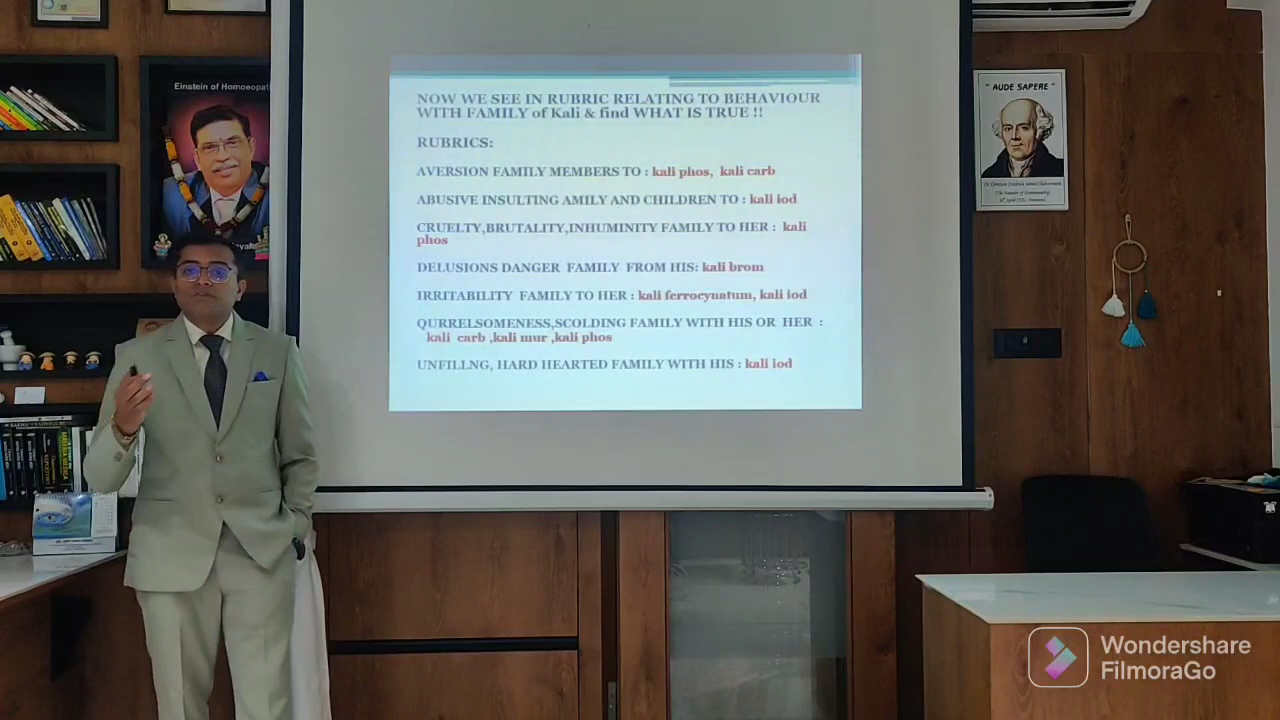 Einstein of Homoeopat
NOW WE SEE IN RUBRIC RELATING TO BEHAVIOUR
WITH FAMILY of Kali & find WHAT IS TRUE !!
RUBRICS:
AVERSION FAMILY MEMBERS TO : kali phos, kali carb
ABUSIVE INSULTING AMILY AND CHILDREN TO : kali iod
CRUELTY,BRUTALITY,INHUMINITY FAMILY TO HER : kali
phos
DELUSIONS DANGER FAMILY FROM HIS: kali brom
IRRITABILITY FAMILY TO HER : kali ferrocynatum, kali iod
QURRELSOMENESS,SCOLDING FAMILY WITH HIS OR HER :
kali carb ,kali mur ,kali phos
UNFILLNG, HARD HEARTED FAMILY WITH HIS : kali iod
" AUDE SAPERE "
Wondershare
FilmoraGo